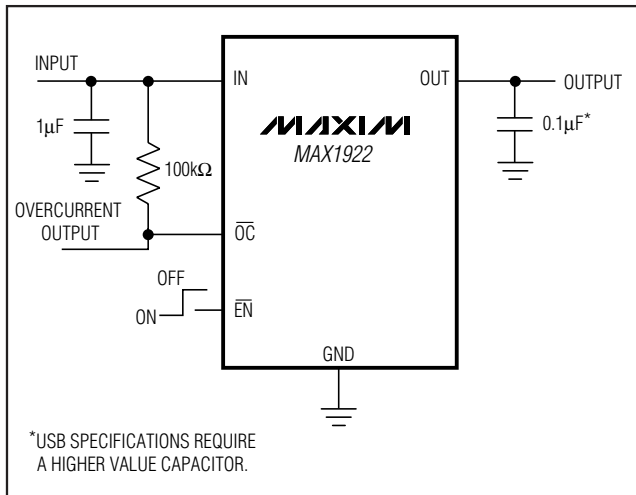 INPUT
IN
OUT
OUTPUT
1µF
MAXIM
MAX1922
0.1µF*
100kΩ
OVERCURRENT
OUTPUT
OC
OFF
ON
EN
GND
*USB SPECIFICATIONS REQUIRE
A HIGHER VALUE CAPACITOR.